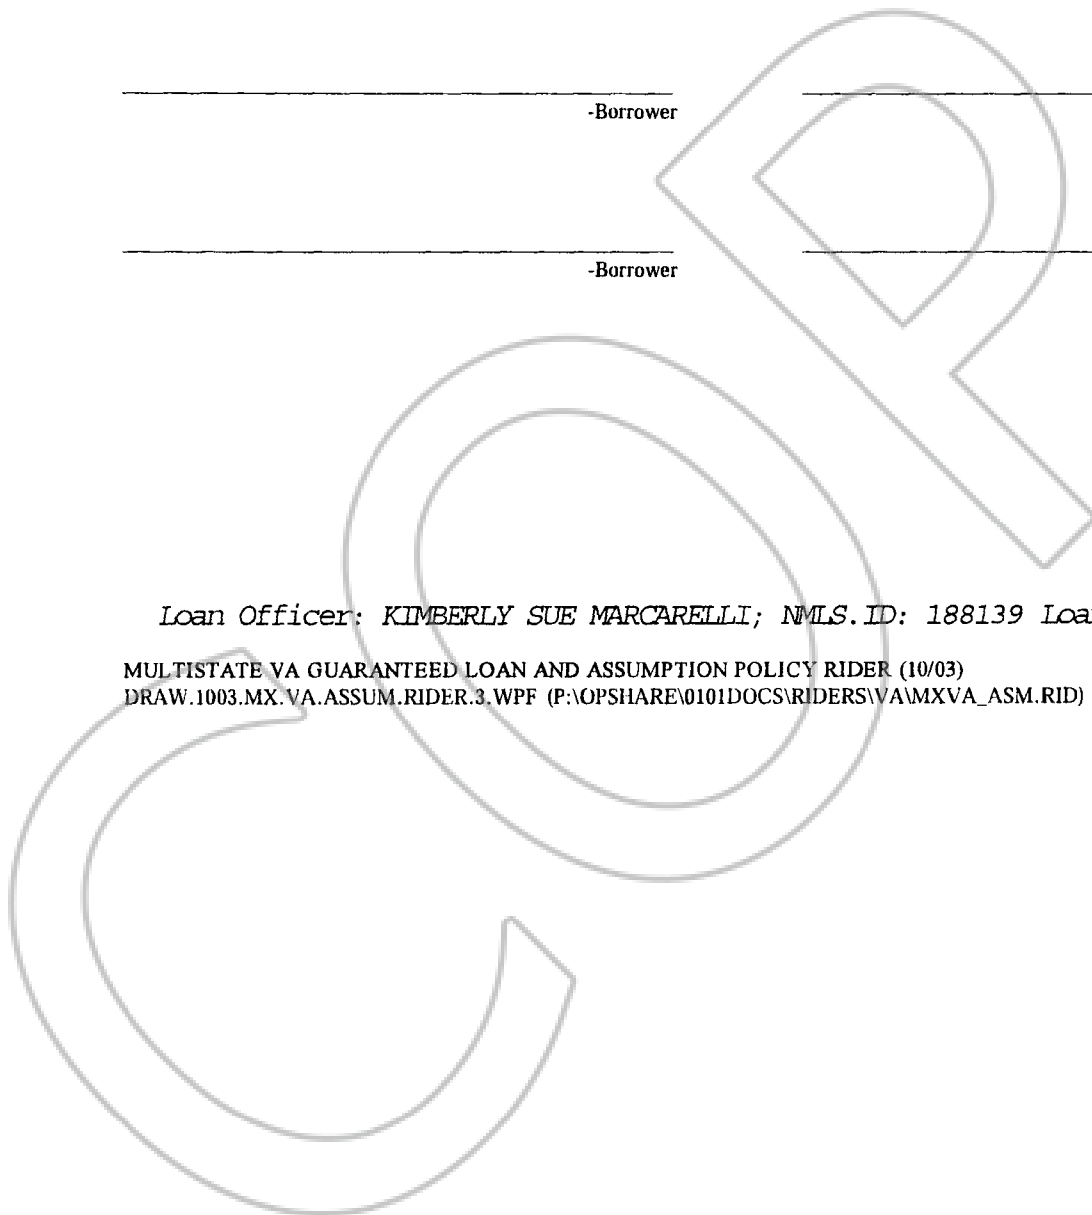 -Borrower
-Borrower
Loan Officer: KIMBERLY SUE MARCARELLI; NMLS.ID: 188139 Loa
MULTISTATE VA GUARANTEED LOAN AND ASSUMPTION POLICY RIDER (10/03)
DRAW.1003.MX.VA.ASSUM.RIDER.3.WPF (P:\OPSHARE\0101DOCS\RIDERS\VA\MXVA_ASM.RID)
COP